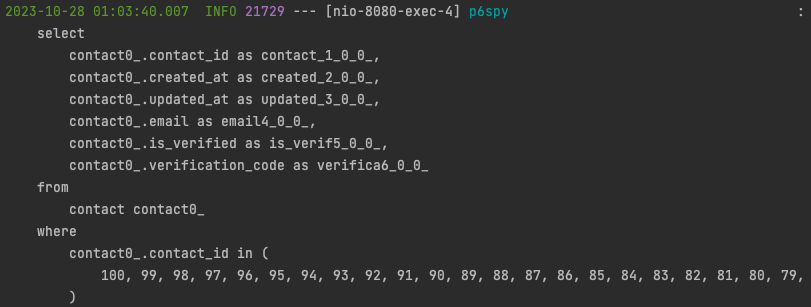 2023-10-28 01:03:40.007  INFO 21729 --- [nio-8080-exec-4] p6spy                                    :
    select
        contact0_.contact_id as contact_1_0_0_,
        contact0_.created_at as created_2_0_0_,
        contact0_.updated_at as updated_3_0_0_,
        contact0_.email as email4_0_0_,
        contact0_.is_verified as is_verif5_0_0_,
        contact0_.verification_code as verifica6_0_0_
    from
        contact contact0_
    where
        contact0_.contact_id in (
            100, 99, 98, 97, 96, 95, 94, 93, 92, 91, 90, 89, 88, 87, 86, 85, 84, 83, 82, 81, 80, 79,
        )